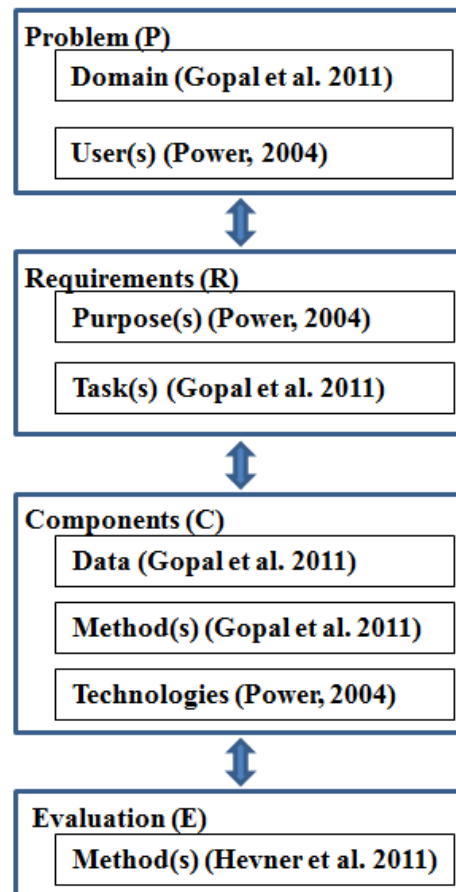 Problem (P)
Domain (Gopal et al. 2011)
User(s) (Power, 2004)
Requirements (R)
Purpose(s) (Power, 2004)
Task(s) (Gopal et al. 2011)
Components (C)
Data (Gopal et al. 2011)
Method(s) (Gopal et al. 2011)
Technologies (Power, 2004)
Evaluation (E)
Method(s) (Hevner et al. 2011)